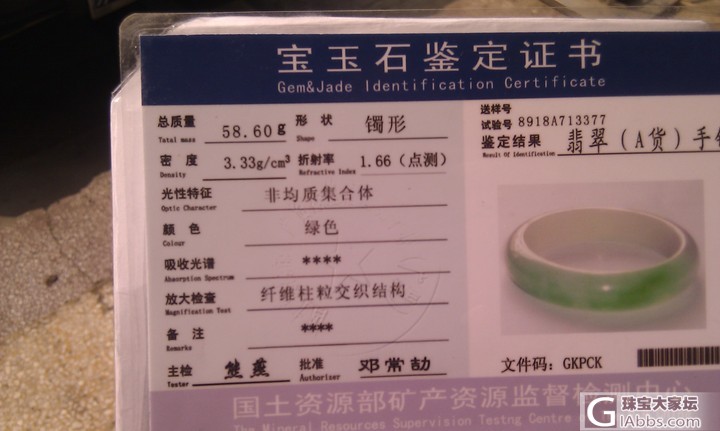 宝玉石鉴定证书
Gem&Jade Identification Certificate
总质量 58.60g 形状 镯形
Total mass Shape
密度 3.33g/cm³ 折射率 1.66（点测）
Density Refractive Index
光性特征 非均质集合体
Optic Character
颜色 绿色
Colour
吸收光谱 ****
Absorption Spectrum
放大检查 纤维柱粒交织结构
Magnification Test
备注 ****
Remarks
主检 熊燕 批准 邓常劼
Tester Authorizer
送样号
试验号 8918A713377
鉴定结果 翡翠（A货）手
Result Of Identification
文件码：GKPCK
国土资源部矿产资源监督检测中心
The Mineral Resources Supervision Testng Centre
珠宝大家坛
GIAbbs.com